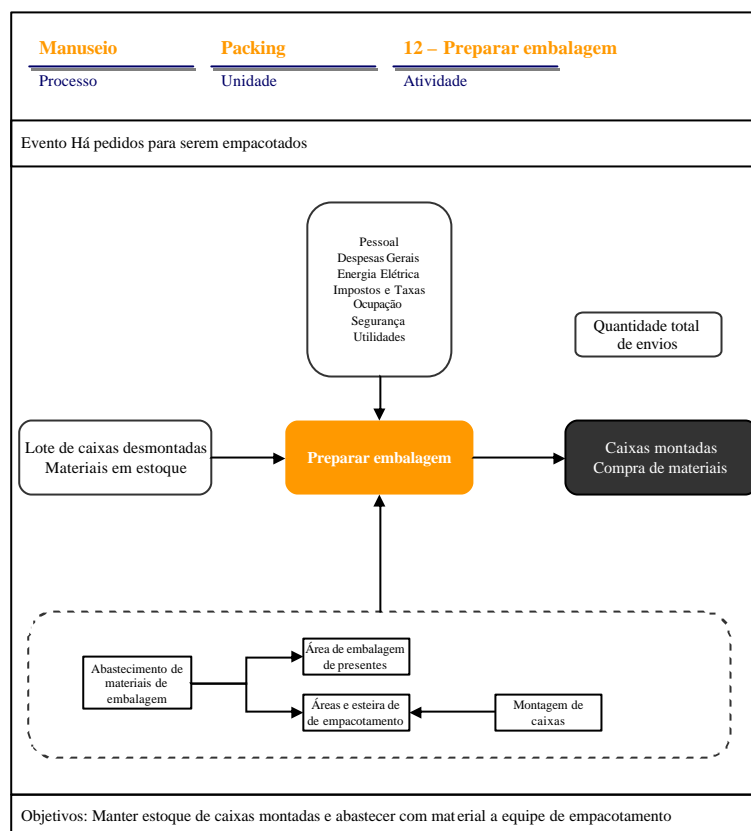 Manuseio Packing 12 – Preparar embalagem
Processo Unidade Atividade
Evento Há pedidos para serem empacotados
Pessoal
Despesas Gerais
Energia Elétrica
Impostos e Taxas
Ocupação
Segurança
Utilidades
Quantidade total
de envios
Lote de caixas desmontadas
Materiais em estoque
Preparar embalagem
Caixas montadas
Compra de materiais
Abastecimento de
materiais de
embalagem
Área de embalagem
de presentes
Áreas e esteira de
de empacotamento
Montagem de
caixas
Objetivos: Manter estoque de caixas montadas e abastecer com material a equipe de empacotamento